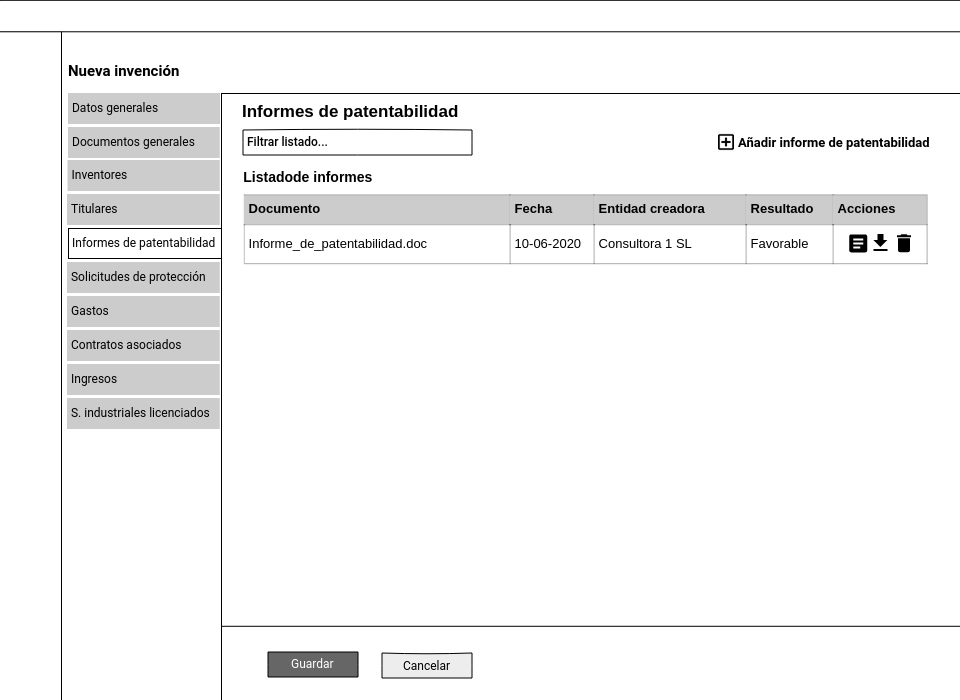 Nueva invención
Datos generales
Documentos generales
Inventores
Titulares
Informes de patentabilidad
Solicitudes de protección
Gastos
Contratos asociados
Ingresos
S. industriales licenciados
Informes de patentabilidad
Filtrar listado...
Añadir informe de patentabilidad
Listadode informes
Documento Fecha Entidad creadora Resultado Acciones
Informe_de_patentabilidad.doc 10-06-2020 Consultora 1 SL Favorable
Guardar Cancelar